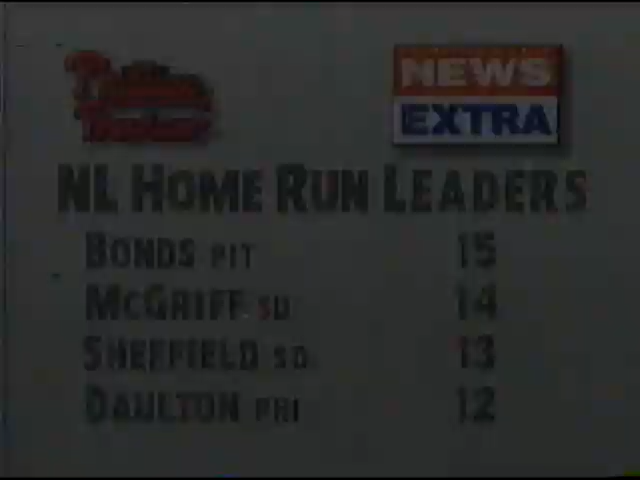 NEWS
EXTRA
NL HOME RUN LEADERS
BONDS PIT 15
MCGRIFF SD 14
SHEFFIELD SD 13
DAULTON PHI 12